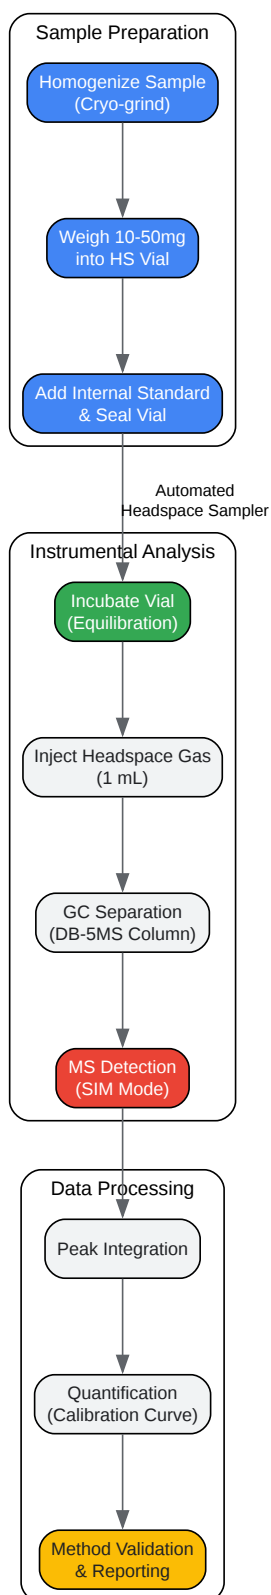 Sample Preparation
Homogenize Sample
(Cryo-grind)
Weigh 10-50mg
into HS Vial
Add Internal Standard
& Seal Vial
Automated
Headspace Sampler
Instrumental Analysis
Incubate Vial
(Equilibration)
Inject Headspace Gas
(1 mL)
GC Separation
(DB-5MS Column)
MS Detection
(SIM Mode)
Data Processing
Peak Integration
Quantification
(Calibration Curve)
Method Validation
& Reporting